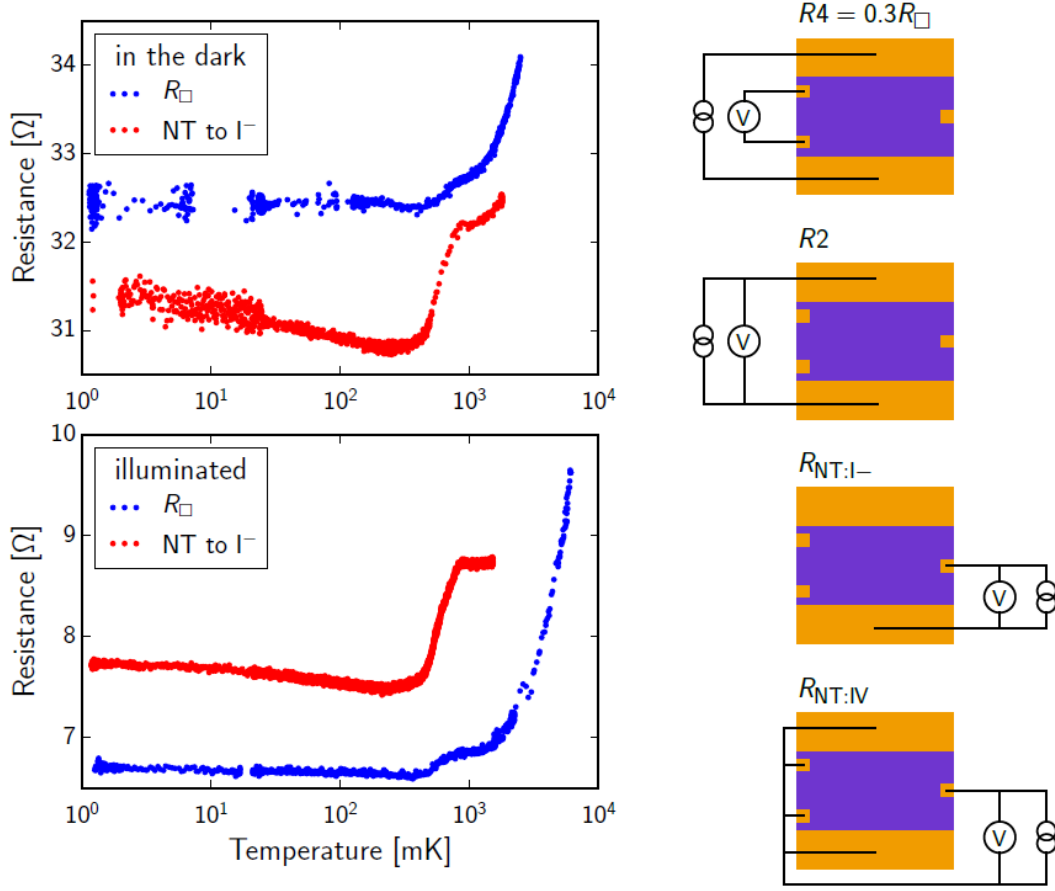 in the dark
R□
NT to I⁻
Resistance [Ω]
34
33
32
31
10⁰ 10¹ 10² 10³ 10⁴
illuminated
R□
NT to I⁻
Resistance [Ω]
10
9
8
7
10⁰ 10¹ 10² 10³ 10⁴
Temperature [mK]
R4 = 0.3R□
V
R2
V
R_NT:I−
V
R_NT:IV
V